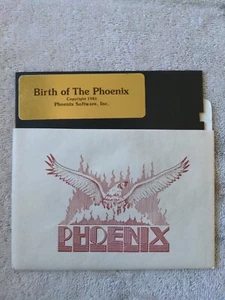 Birth of The Phoenix
Copyright 1981
Phoenix Software, Inc.
PHOENIX